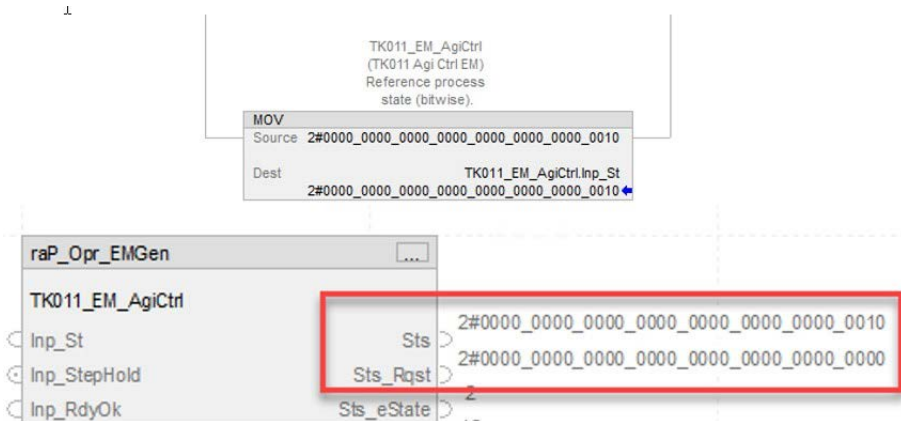 TK011_EM_AgiCtrl
(TK011 Agi Ctrl EM)
Reference process
state (bitwise).
MOV
Source 2#0000_0000_0000_0000_0000_0000_0000_0010
Dest TK011_EM_AgiCtrl.Inp_St
2#0000_0000_0000_0000_0000_0000_0000_0010
raP_Opr_EMGen ...
TK011_EM_AgiCtrl
Inp_St Sts 2#0000_0000_0000_0000_0000_0000_0000_0010
Inp_StepHold Sts_Rqst 2#0000_0000_0000_0000_0000_0000_0000_0000
Inp_RdyOk Sts_eState 2